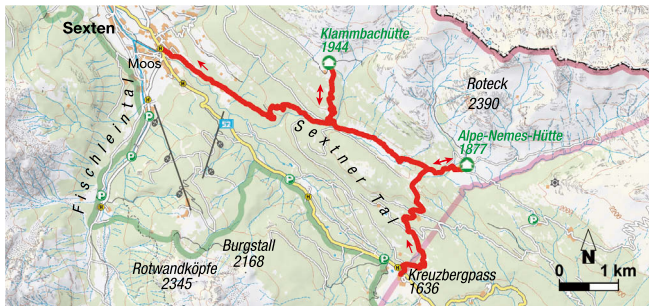 Sexten
Klammbachhütte
1944
Moos
H
Roteck
2390
H
P
52
Alpe-Nemes-Hütte
1877
Fischleintal
Sextner Tal
P
P
P
H
H
P
Burgstall
2168
Rotwandköpfe
2345
H
Kreuzbergpass
1636
N
0
1 km